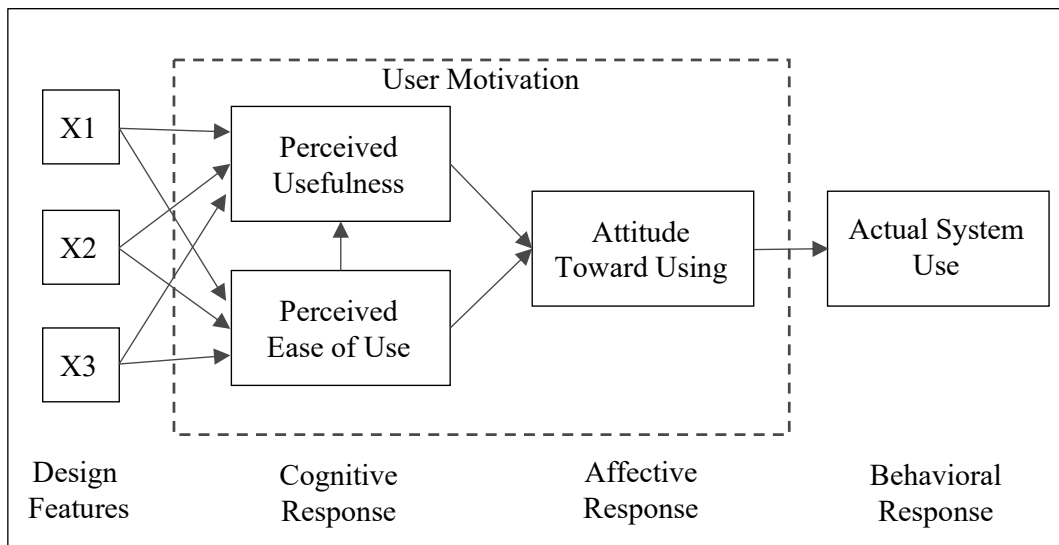 User Motivation
X1
Perceived
Usefulness
X2
Attitude
Toward Using
Actual System
Use
Perceived
Ease of Use
X3
Design
Features
Cognitive
Response
Affective
Response
Behavioral
Response